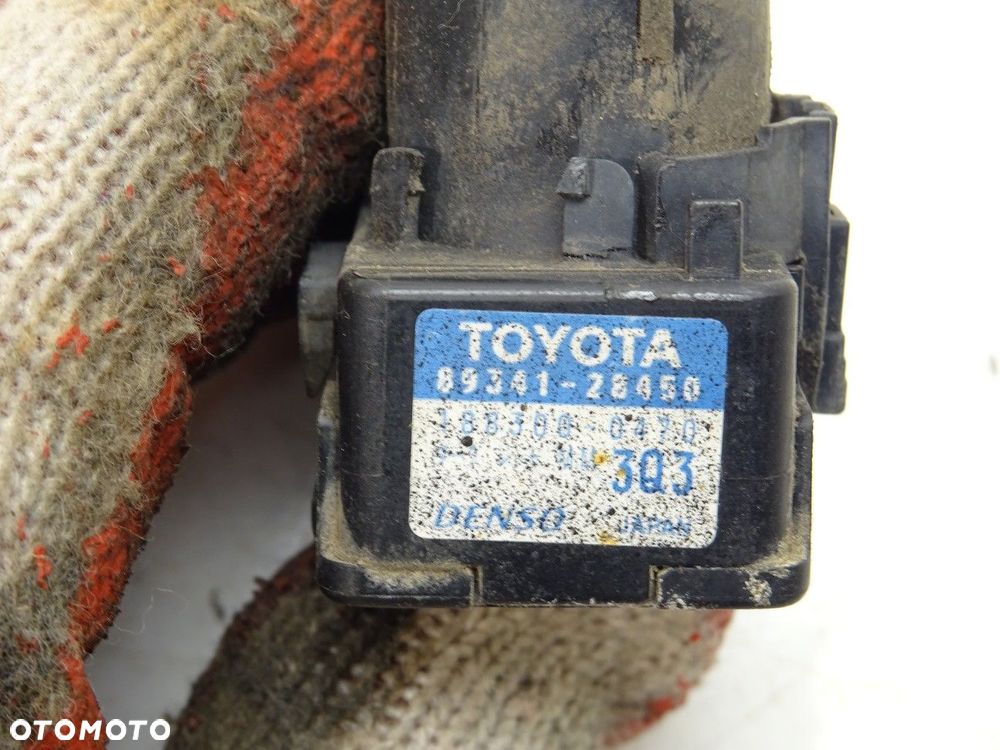 TOYOTA
89341-28450
188300-0470
3Q3
DENSO JAPAN
OTOMOTO